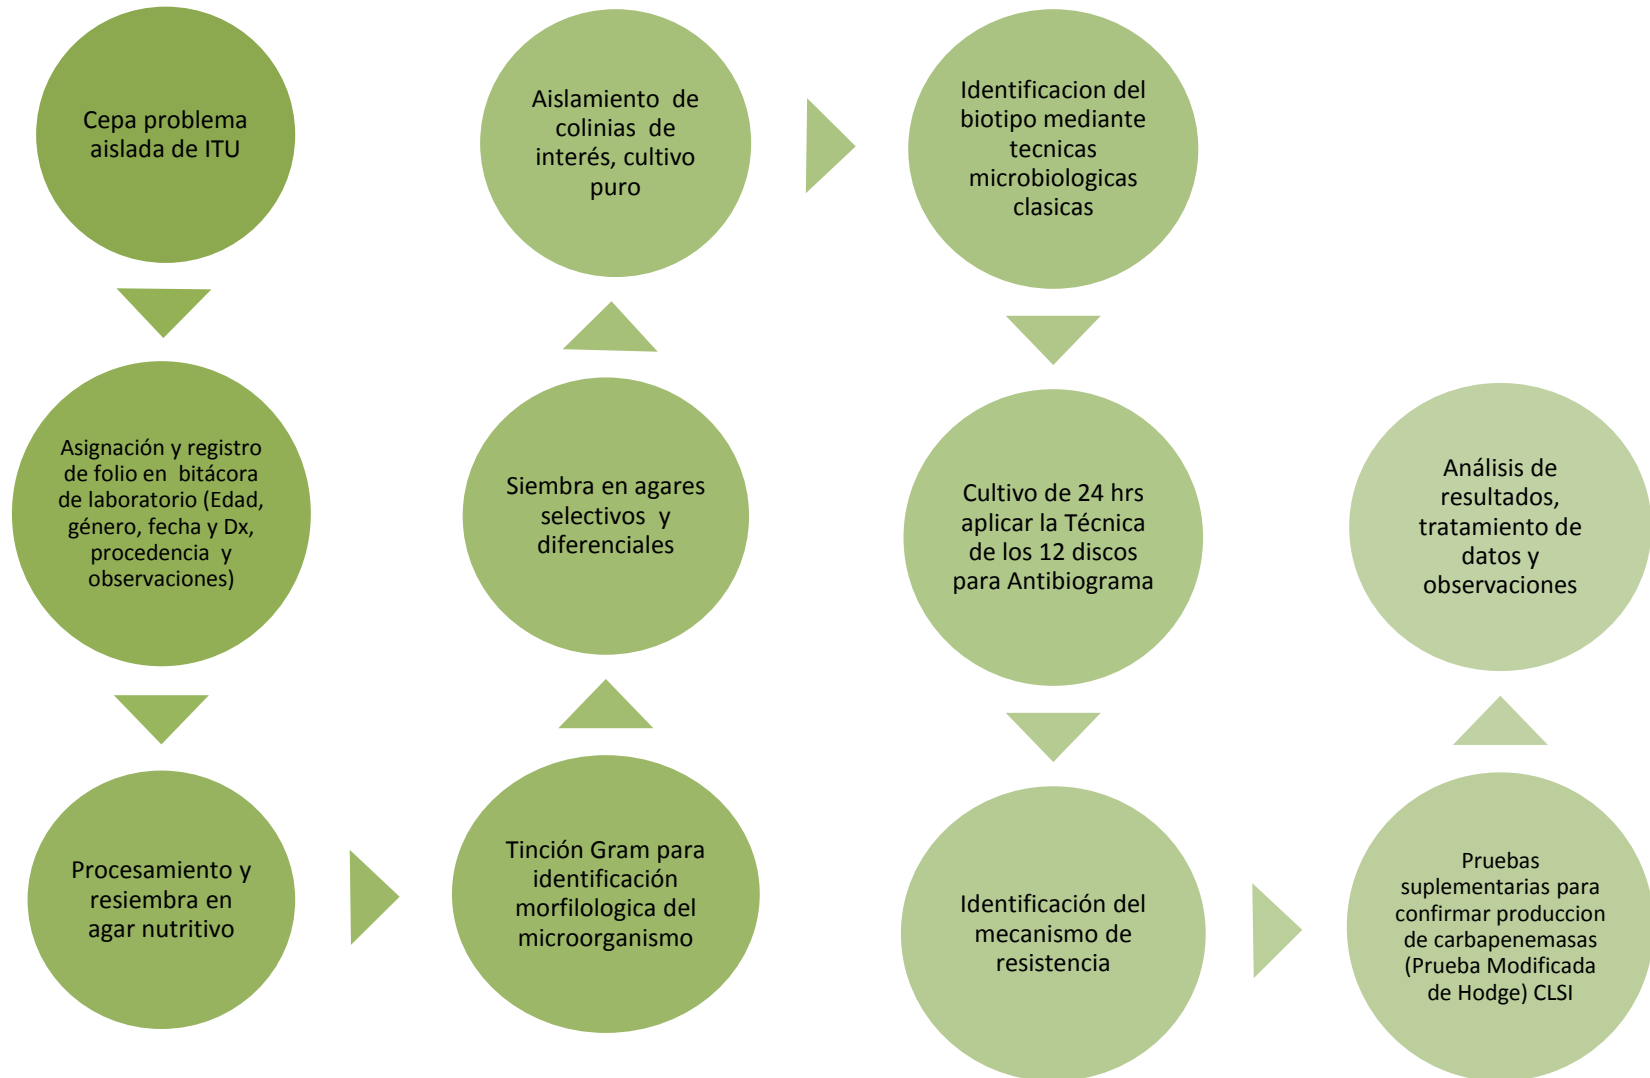 Cepa problema
aislada de ITU
Asignación y registro
de folio en bitácora
de laboratorio (Edad,
género, fecha y Dx,
procedencia y
observaciones)
Procesamiento y
resiembra en
agar nutritivo
Tinción Gram para
identificación
morfilologica del
microorganismo
Siembra en agares
selectivos y
diferenciales
Aislamiento de
colinias de
interés, cultivo
puro
Identificacion del
biotipo mediante
tecnicas
microbiologicas
clasicas
Cultivo de 24 hrs
aplicar la Técnica
de los 12 discos
para Antibiograma
Identificación del
mecanismo de
resistencia
Pruebas
suplementarias para
confirmar produccion
de carbapenemasas
(Prueba Modificada
de Hodge) CLSI
Análisis de
resultados,
tratamiento de
datos y
observaciones